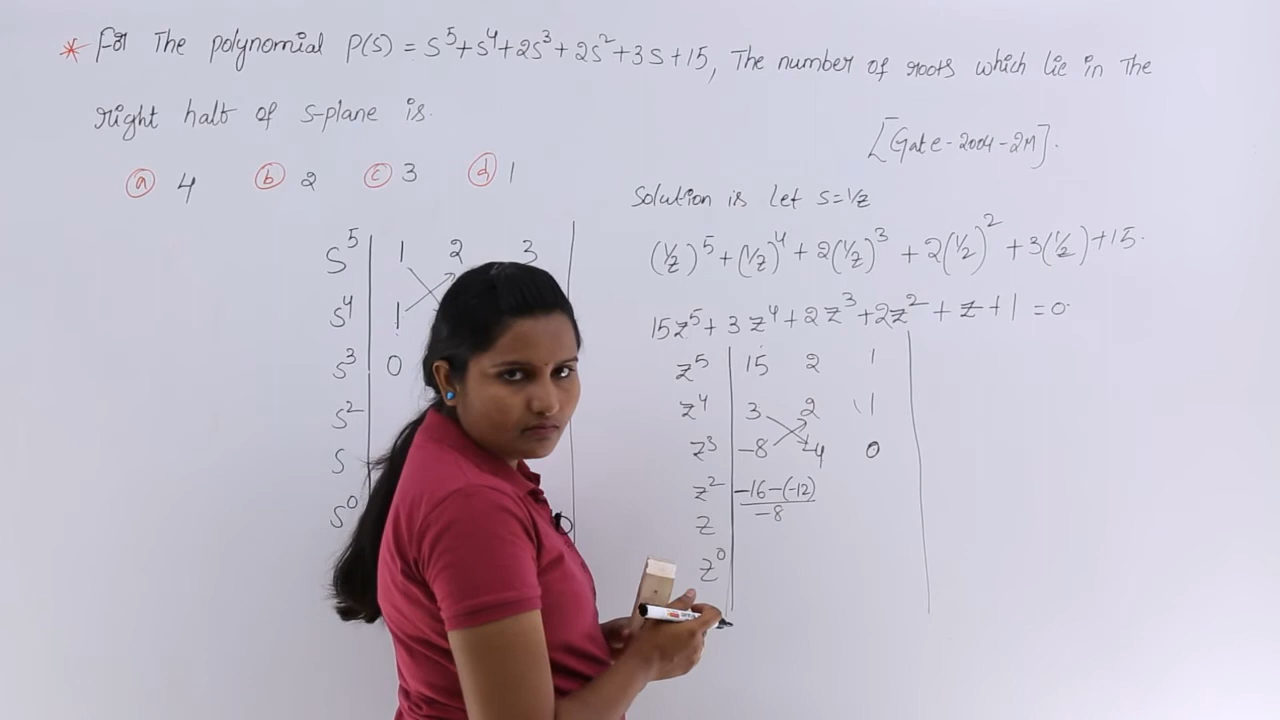 * For The polynomial P(S) = S^5+S^4+2S^3+2S^2+3S+15, The number of roots which lie in The
right half of S-plane is.
[Gate-2004-2M].
(a) 4 (b) 2 (c) 3 (d) 1
Solution is Let S=1/Z
S^5 1 2 3
S^4 1
S^3 0
S^2
S
S^0
(1/Z)^5+(1/Z)^4+2(1/Z)^3+2(1/Z)^2+3(1/Z)+15.
15Z^5+3Z^4+2Z^3+2Z^2+Z+1=0
Z^5 15 2 1
Z^4 3 2 1
Z^3 -8 -4 0
Z^2 -16-(-12)/-8
Z
Z^0